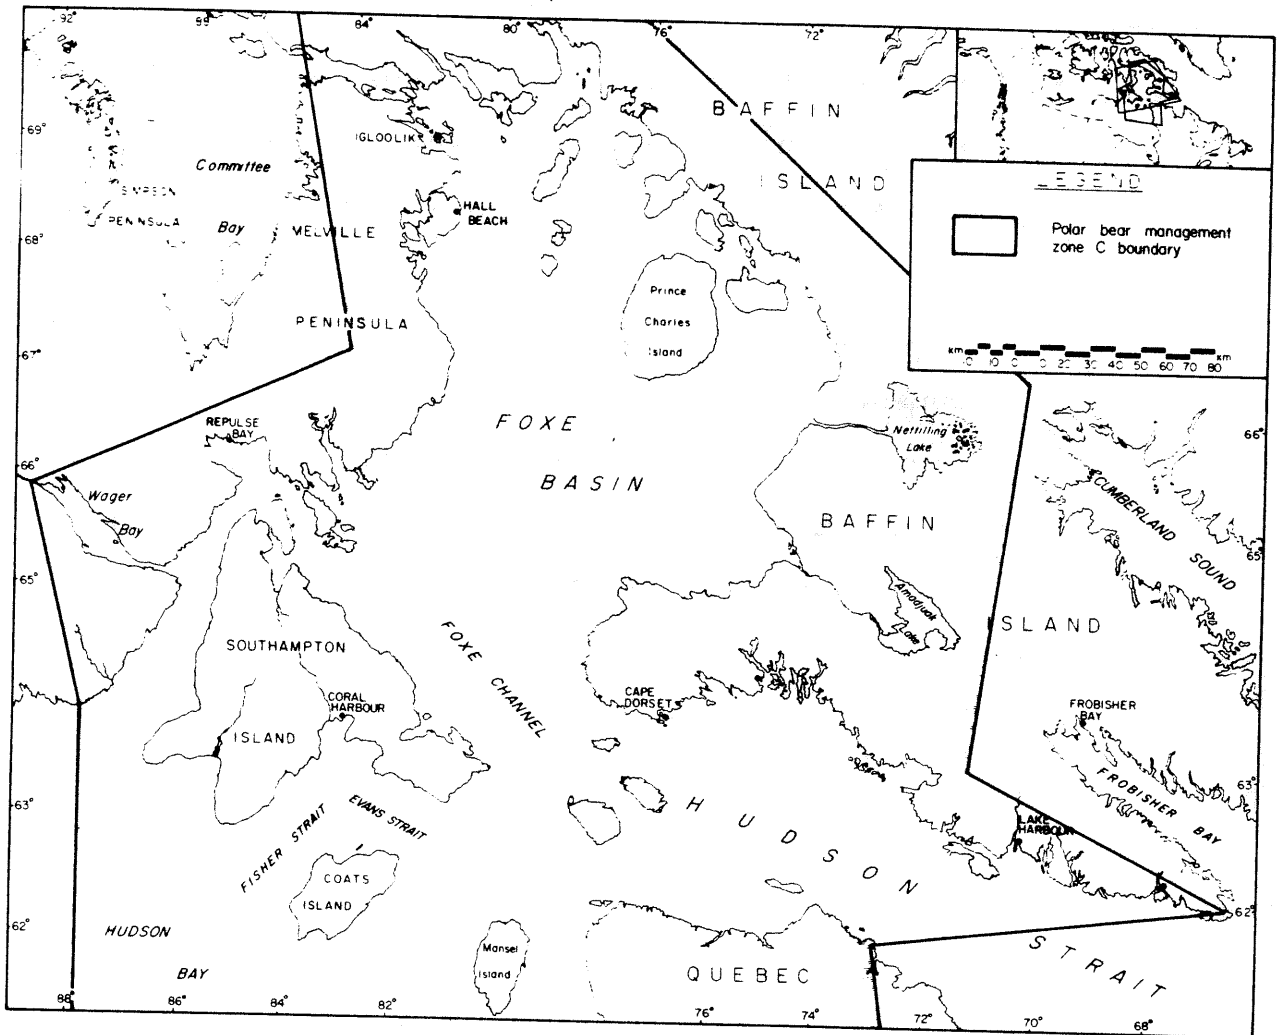 92°
84°
80°
76°
72°
69°
BAFFIN
IGLOOLIK
Committee
ISLAND
LEGEND
SIMPSON
HALL
BEACH
PENINSULA
Bay
MELVILLE
68°
Polar bear management
zone C boundary
Prince
Charles
Island
PENINSULA
67°
km
km
20 30 40 50 60 70 80
REPULSE
BAY
FOXE
Nettilling
Lake
66°
66°
BASIN
Wager
Bay
BAFFIN
CUMBERLAND SOUND
65°
65°
Amadjuak
Lake
ISLAND
SOUTHAMPTON
FOXE CHANNEL
CORAL
HARBOUR
CAPE
DORSET
FROBISHER
BAY
ISLAND
FROBISHER BAY
63°
63°
HUDSON
EVANS STRAIT
FISHER STRAIT
LAKE
HARBOUR
COATS
ISLAND
62°
62°
HUDSON
BAY
Mansel
Island
QUEBEC
STRAIT
88°
86°
84°
82°
76°
72°
70°
68°